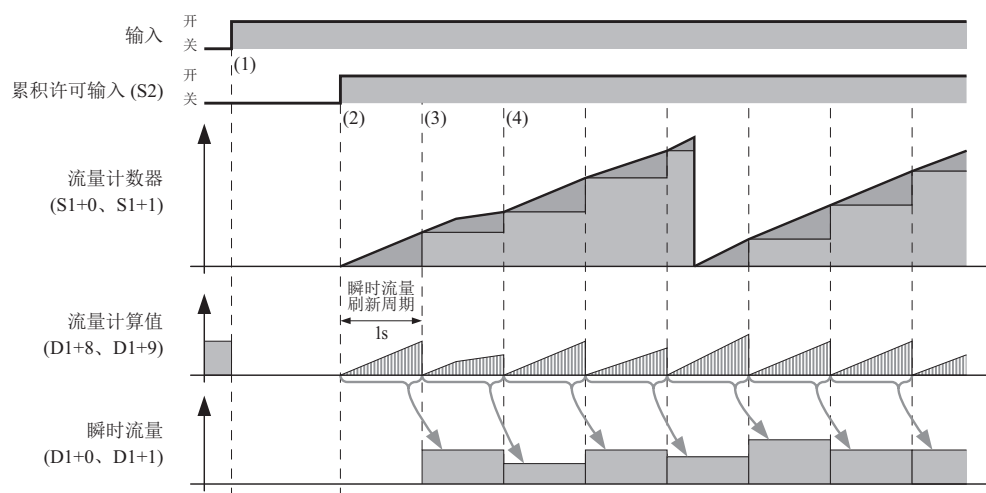 输入
开
关
(1)
累积许可输入 (S2)
开
关
(2)
(3)
(4)
流量计数器
(S1+0、S1+1)
瞬时流量
刷新周期
1s
流量计算值
(D1+8、D1+9)
瞬时流量
(D1+0、D1+1)